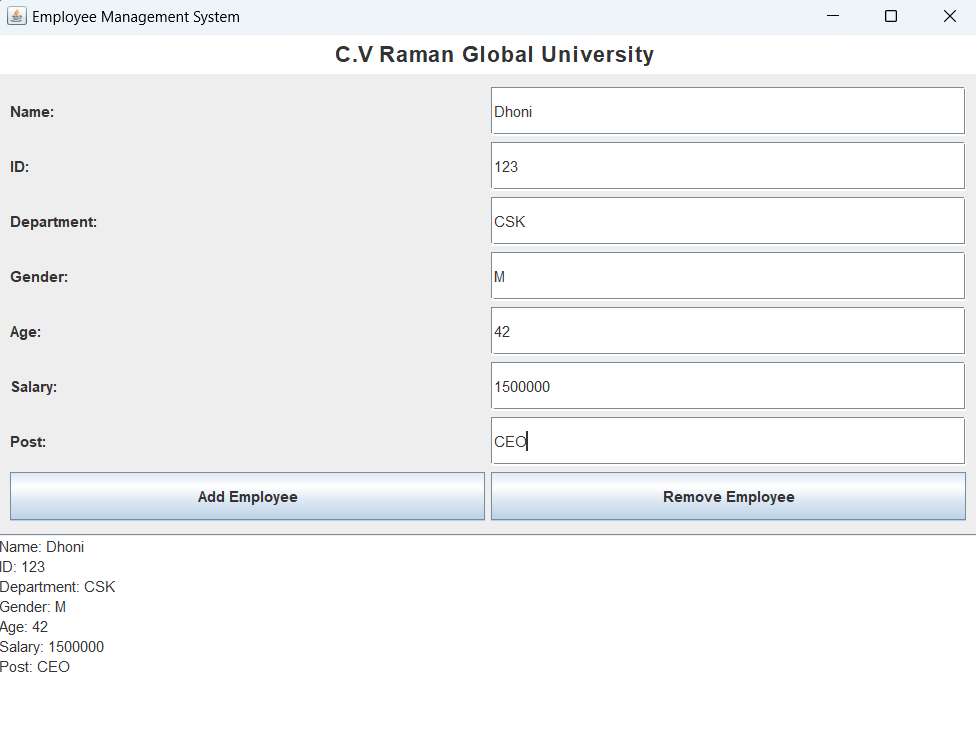 Employee Management System
C.V Raman Global University
Name: Dhoni
ID: 123
Department: CSK
Gender: M
Age: 42
Salary: 1500000
Post: CEO
Add Employee Remove Employee
Name: Dhoni
ID: 123
Department: CSK
Gender: M
Age: 42
Salary: 1500000
Post: CEO